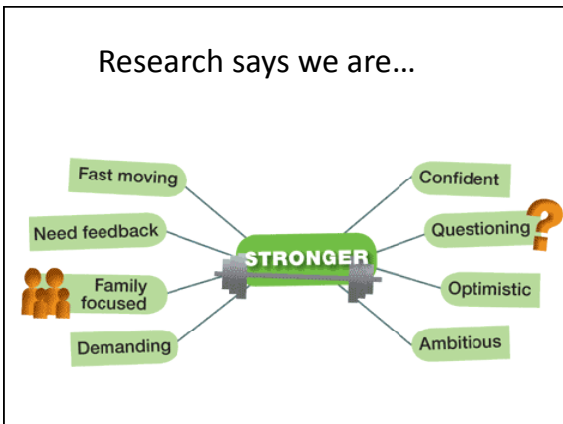 Research says we are…
Fast moving
Need feedback
Family
focused
Demanding
STRONGER
Confident
Questioning
?
Optimistic
Ambitious